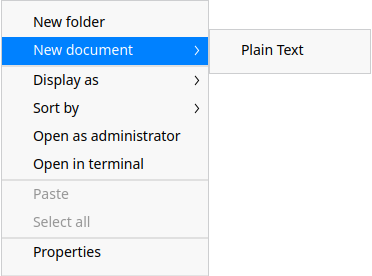 New folder
New document
Plain Text
Display as
Sort by
Open as administrator
Open in terminal
Paste
Select all
Properties